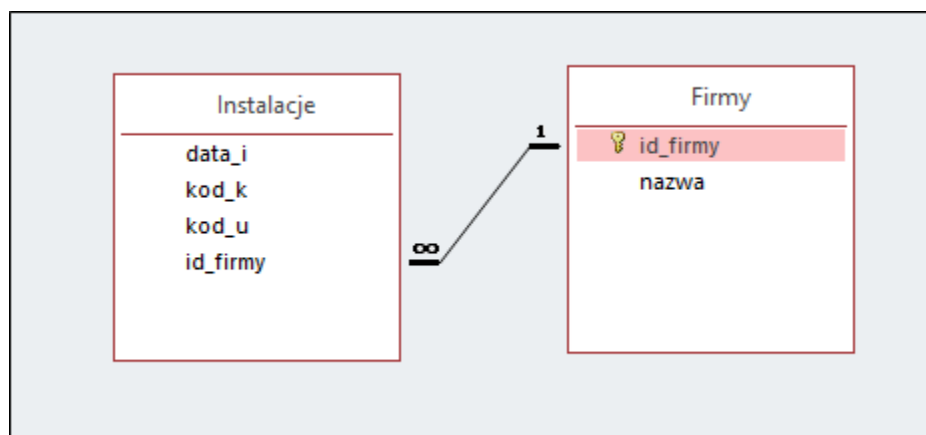 Instalacje
data_i
kod_k
kod_u
id_firmy
∞
1
Firmy
id_firmy
nazwa